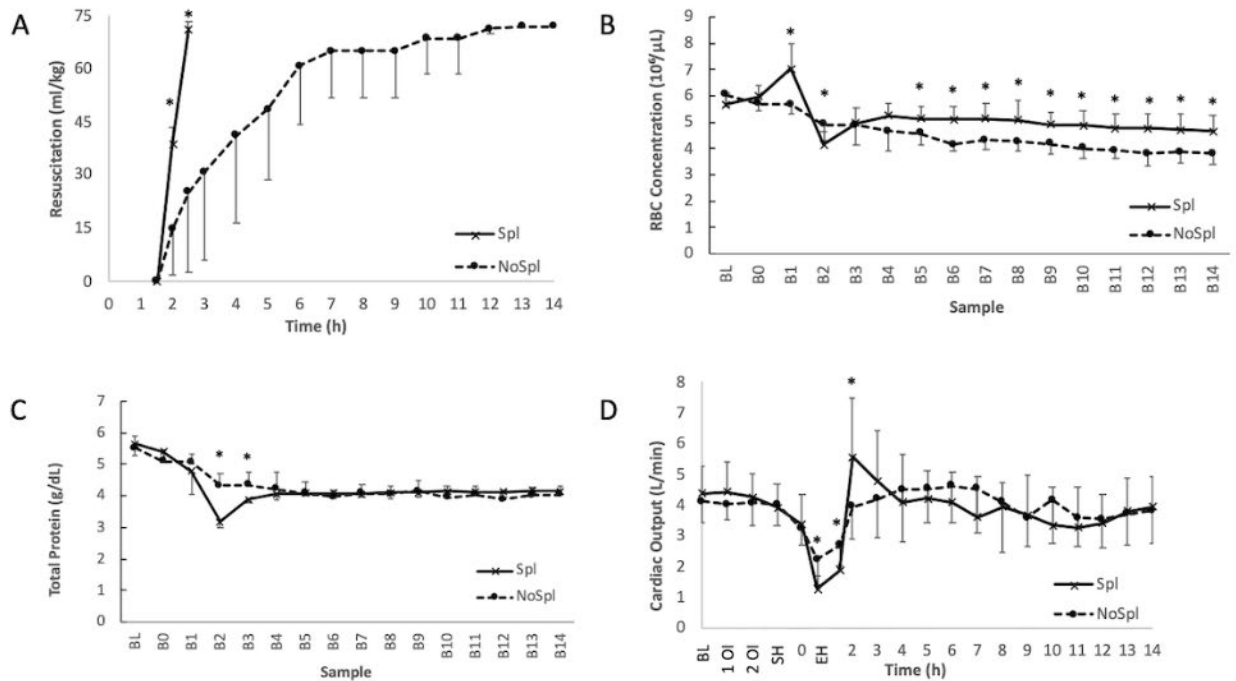 A
Resuscitation (ml/kg)
75
60
45
30
15
0
*
*
Spl
NoSpl
0 1 2 3 4 5 6 7 8 9 10 11 12 13 14
Time (h)
B
RBC Concentration (10⁶/µL)
9
8
7
6
5
4
3
2
1
0
* * * * * * * * * * * *
Spl
NoSpl
BL B0 B1 B2 B3 B4 B5 B6 B7 B8 B9 B10 B11 B12 B13 B14
Sample
C
Total Protein (g/dL)
7
6
5
4
3
2
1
0
* *
Spl
NoSpl
BL B0 B1 B2 B3 B4 B5 B6 B7 B8 B9 B10 B11 B12 B13 B14
Sample
D
Cardiac Output (L/min)
8
7
6
5
4
3
2
1
0
*
* *
Spl
NoSpl
BL 1 OI 2 OI SH 0 EH 2 3 4 5 6 7 8 9 10 11 12 13 14
Time (h)